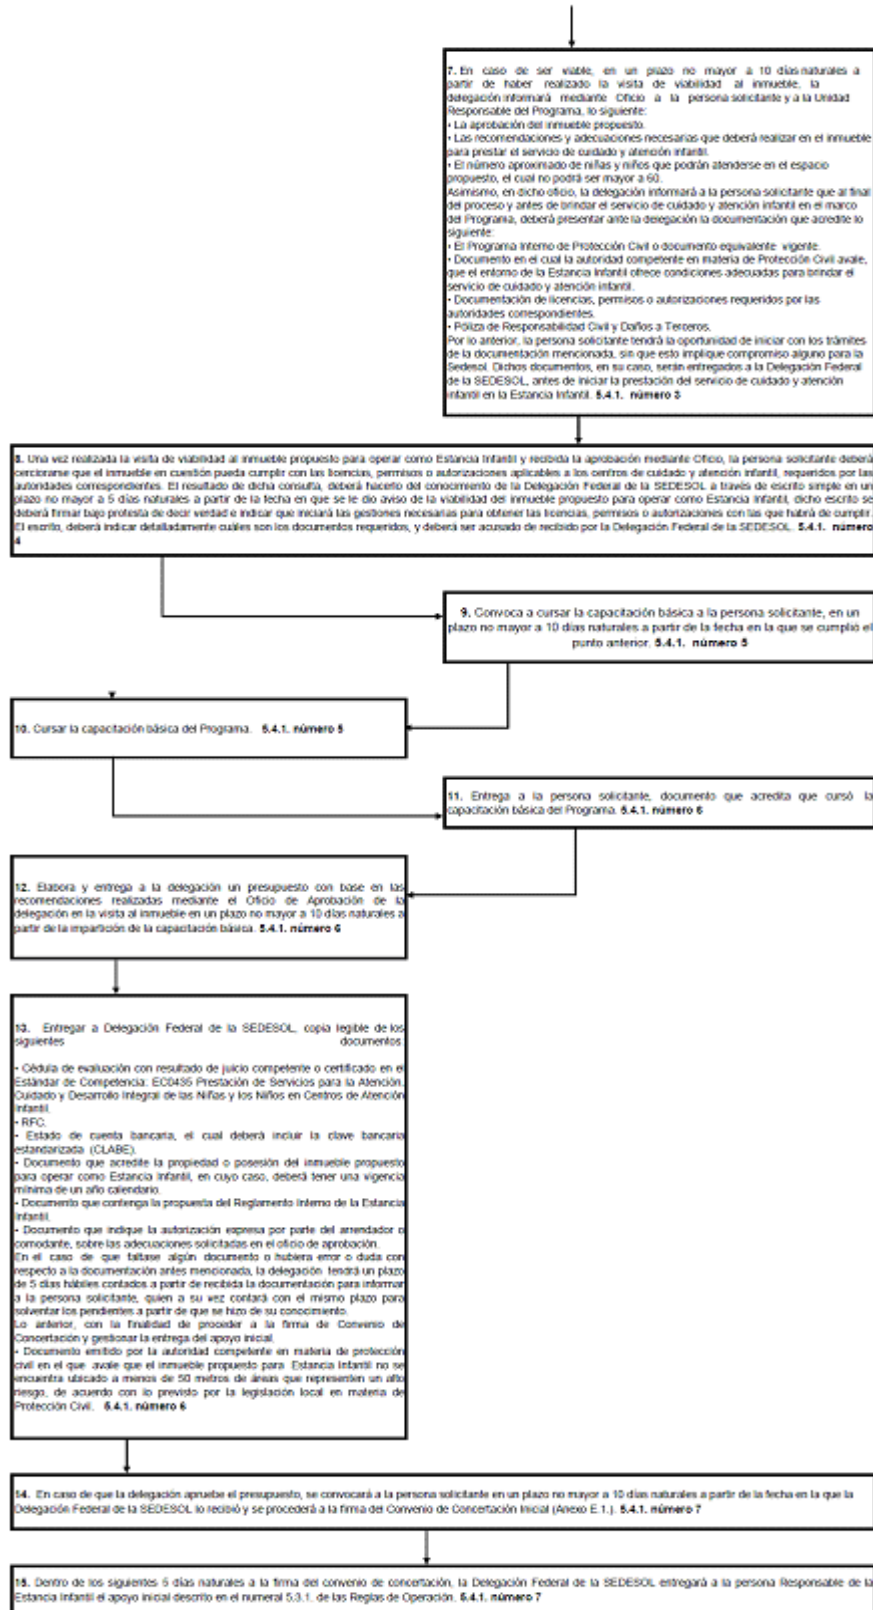 7. En caso de ser viable, en un plazo no mayor a 10 días naturales a
partir de haber realizado la visita de viabilidad al inmueble, la
delegación informará mediante Oficio a la persona solicitante y a la Unidad
Responsable del Programa, lo siguiente:
• La aprobación del inmueble propuesto.
• Las recomendaciones y adecuaciones necesarias que deberá realizar en el inmueble
para prestar el servicio de cuidado y atención infantil.
• El número aproximado de niñas y niños que podrán atenderse en el espacio
propuesto, el cual no podrá ser mayor a 60.
Asimismo, en dicho oficio, la delegación informará a la persona solicitante que al final
del proceso y antes de brindar el servicio de cuidado y atención infantil en el marco
del Programa, deberá presentar ante la delegación la documentación que acredite lo
siguiente:
• El Programa Interno de Protección Civil o documento equivalente vigente.
• Documento en el cual la autoridad competente en materia de Protección Civil avale,
que el entorno de la Estancia Infantil ofrece condiciones adecuadas para brindar el
servicio de cuidado y atención infantil.
• Documentación de licencias, permisos o autorizaciones requeridos por las
autoridades correspondientes.
• Póliza de Responsabilidad Civil y Daños a Terceros.
Por lo anterior, la persona solicitante tendrá la oportunidad de iniciar con los trámites
de la documentación mencionada, sin que esto implique compromiso alguno para la
Sedesol. Dichos documentos, en su caso, serán entregados a la Delegación Federal
de la SEDESOL, antes de iniciar la prestación del servicio de cuidado y atención
infantil en la Estancia Infantil. 5.4.1. número 3
8. Una vez realizada la visita de viabilidad al inmueble propuesto para operar como Estancia Infantil y recibida la aprobación mediante Oficio, la persona solicitante deberá
cerciorarse que el inmueble en cuestión pueda cumplir con las licencias, permisos o autorizaciones aplicables a los centros de cuidado y atención infantil, requeridos por las
autoridades correspondientes. El resultado de dicha consulta, deberá hacerlo del conocimiento de la Delegación Federal de la SEDESOL a través de escrito simple en un
plazo no mayor a 5 días naturales a partir de la fecha en que se le dio aviso de la viabilidad del inmueble propuesto para operar como Estancia Infantil, dicho escrito se
deberá firmar bajo protesta de decir verdad e indicar que iniciará las gestiones necesarias para obtener las licencias, permisos o autorizaciones con las que habrá de cumplir.
El escrito, deberá indicar detalladamente cuáles son los documentos requeridos, y deberá ser acusado de recibido por la Delegación Federal de la SEDESOL. 5.4.1. número
4
9. Convoca a cursar la capacitación básica a la persona solicitante, en un
plazo no mayor a 10 días naturales a partir de la fecha en la que se cumplió el
punto anterior. 5.4.1. número 5
10. Cursar la capacitación básica del Programa. 5.4.1. número 5
11. Entrega a la persona solicitante, documento que acredita que cursó la
capacitación básica del Programa. 5.4.1. número 6
12. Elabora y entrega a la delegación un presupuesto con base en las
recomendaciones realizadas mediante el Oficio de Aprobación de la
delegación en la visita al inmueble en un plazo no mayor a 10 días naturales a
partir de la impartición de la capacitación básica. 5.4.1. número 6
13. Entregar a Delegación Federal de la SEDESOL, copia legible de los
siguientes documentos:
• Cédula de evaluación con resultado de juicio competente o certificado en el
Estándar de Competencia: EC0435 Prestación de Servicios para la Atención,
Cuidado y Desarrollo Integral de las Niñas y los Niños en Centros de Atención
Infantil.
• RFC.
• Estado de cuenta bancaria, el cual deberá incluir la clave bancaria
estandarizada (CLABE).
• Documento que acredite la propiedad o posesión del inmueble propuesto
para operar como Estancia Infantil, en cuyo caso, deberá tener una vigencia
mínima de un año calendario.
• Documento que contenga la propuesta del Reglamento Interno de la Estancia
Infantil.
• Documento que indique la autorización expresa por parte del arrendador o
comodante, sobre las adecuaciones solicitadas en el oficio de aprobación.
En el caso de que faltase algún documento o hubiera error o duda con
respecto a la documentación antes mencionada, la delegación tendrá un plazo
de 5 días hábiles contados a partir de recibida la documentación para informar
a la persona solicitante, quien a su vez contará con el mismo plazo para
solventar los pendientes a partir de que se hizo de su conocimiento.
Lo anterior, con la finalidad de proceder a la firma de Convenio de
Concertación y gestionar la entrega del apoyo inicial.
• Documento emitido por la autoridad competente en materia de protección
civil en el que avale que el inmueble propuesto para Estancia Infantil no se
encuentra ubicado a menos de 50 metros de áreas que representen un alto
riesgo, de acuerdo con lo previsto por la legislación local en materia de
Protección Civil. 5.4.1. número 6
14. En caso de que la delegación apruebe el presupuesto, se convocará a la persona solicitante en un plazo no mayor a 10 días naturales a partir de la fecha en la que la
Delegación Federal de la SEDESOL lo recibió y se procederá a la firma del Convenio de Concertación Inicial (Anexo E.1.). 5.4.1. número 7
15. Dentro de los siguientes 5 días naturales a la firma del convenio de concertación, la Delegación Federal de la SEDESOL entregará a la persona Responsable de la
Estancia Infantil el apoyo inicial descrito en el numeral 5.3.1. de las Reglas de Operación. 5.4.1. número 7